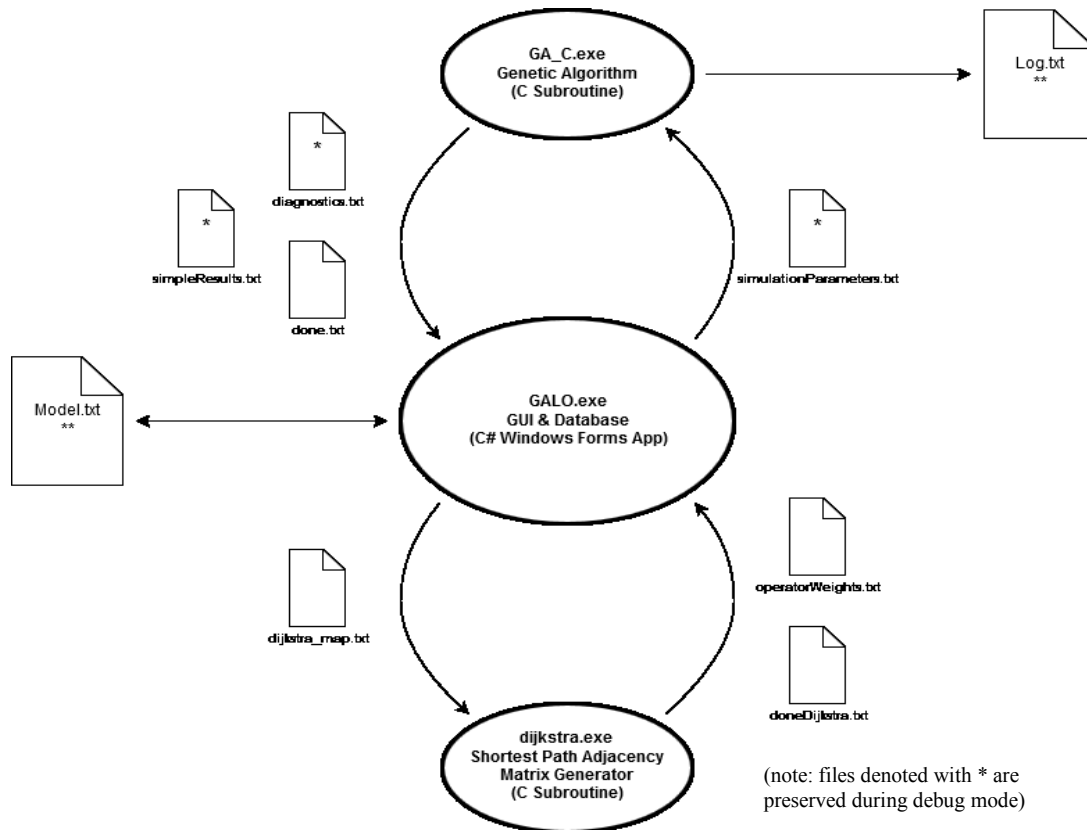 GA_C.exe
Genetic Algorithm
(C Subroutine)
Log.txt
**
*
diagnostics.txt
*
simpleResults.txt
done.txt
*
simulationParameters.txt
Model.txt
**
GALO.exe
GUI & Database
(C# Windows Forms App)
dijkstra_map.txt
operatorWeights.txt
doneDijkstra.txt
dijkstra.exe
Shortest Path Adjacency
Matrix Generator
(C Subroutine)
(note: files denoted with * are
preserved during debug mode)